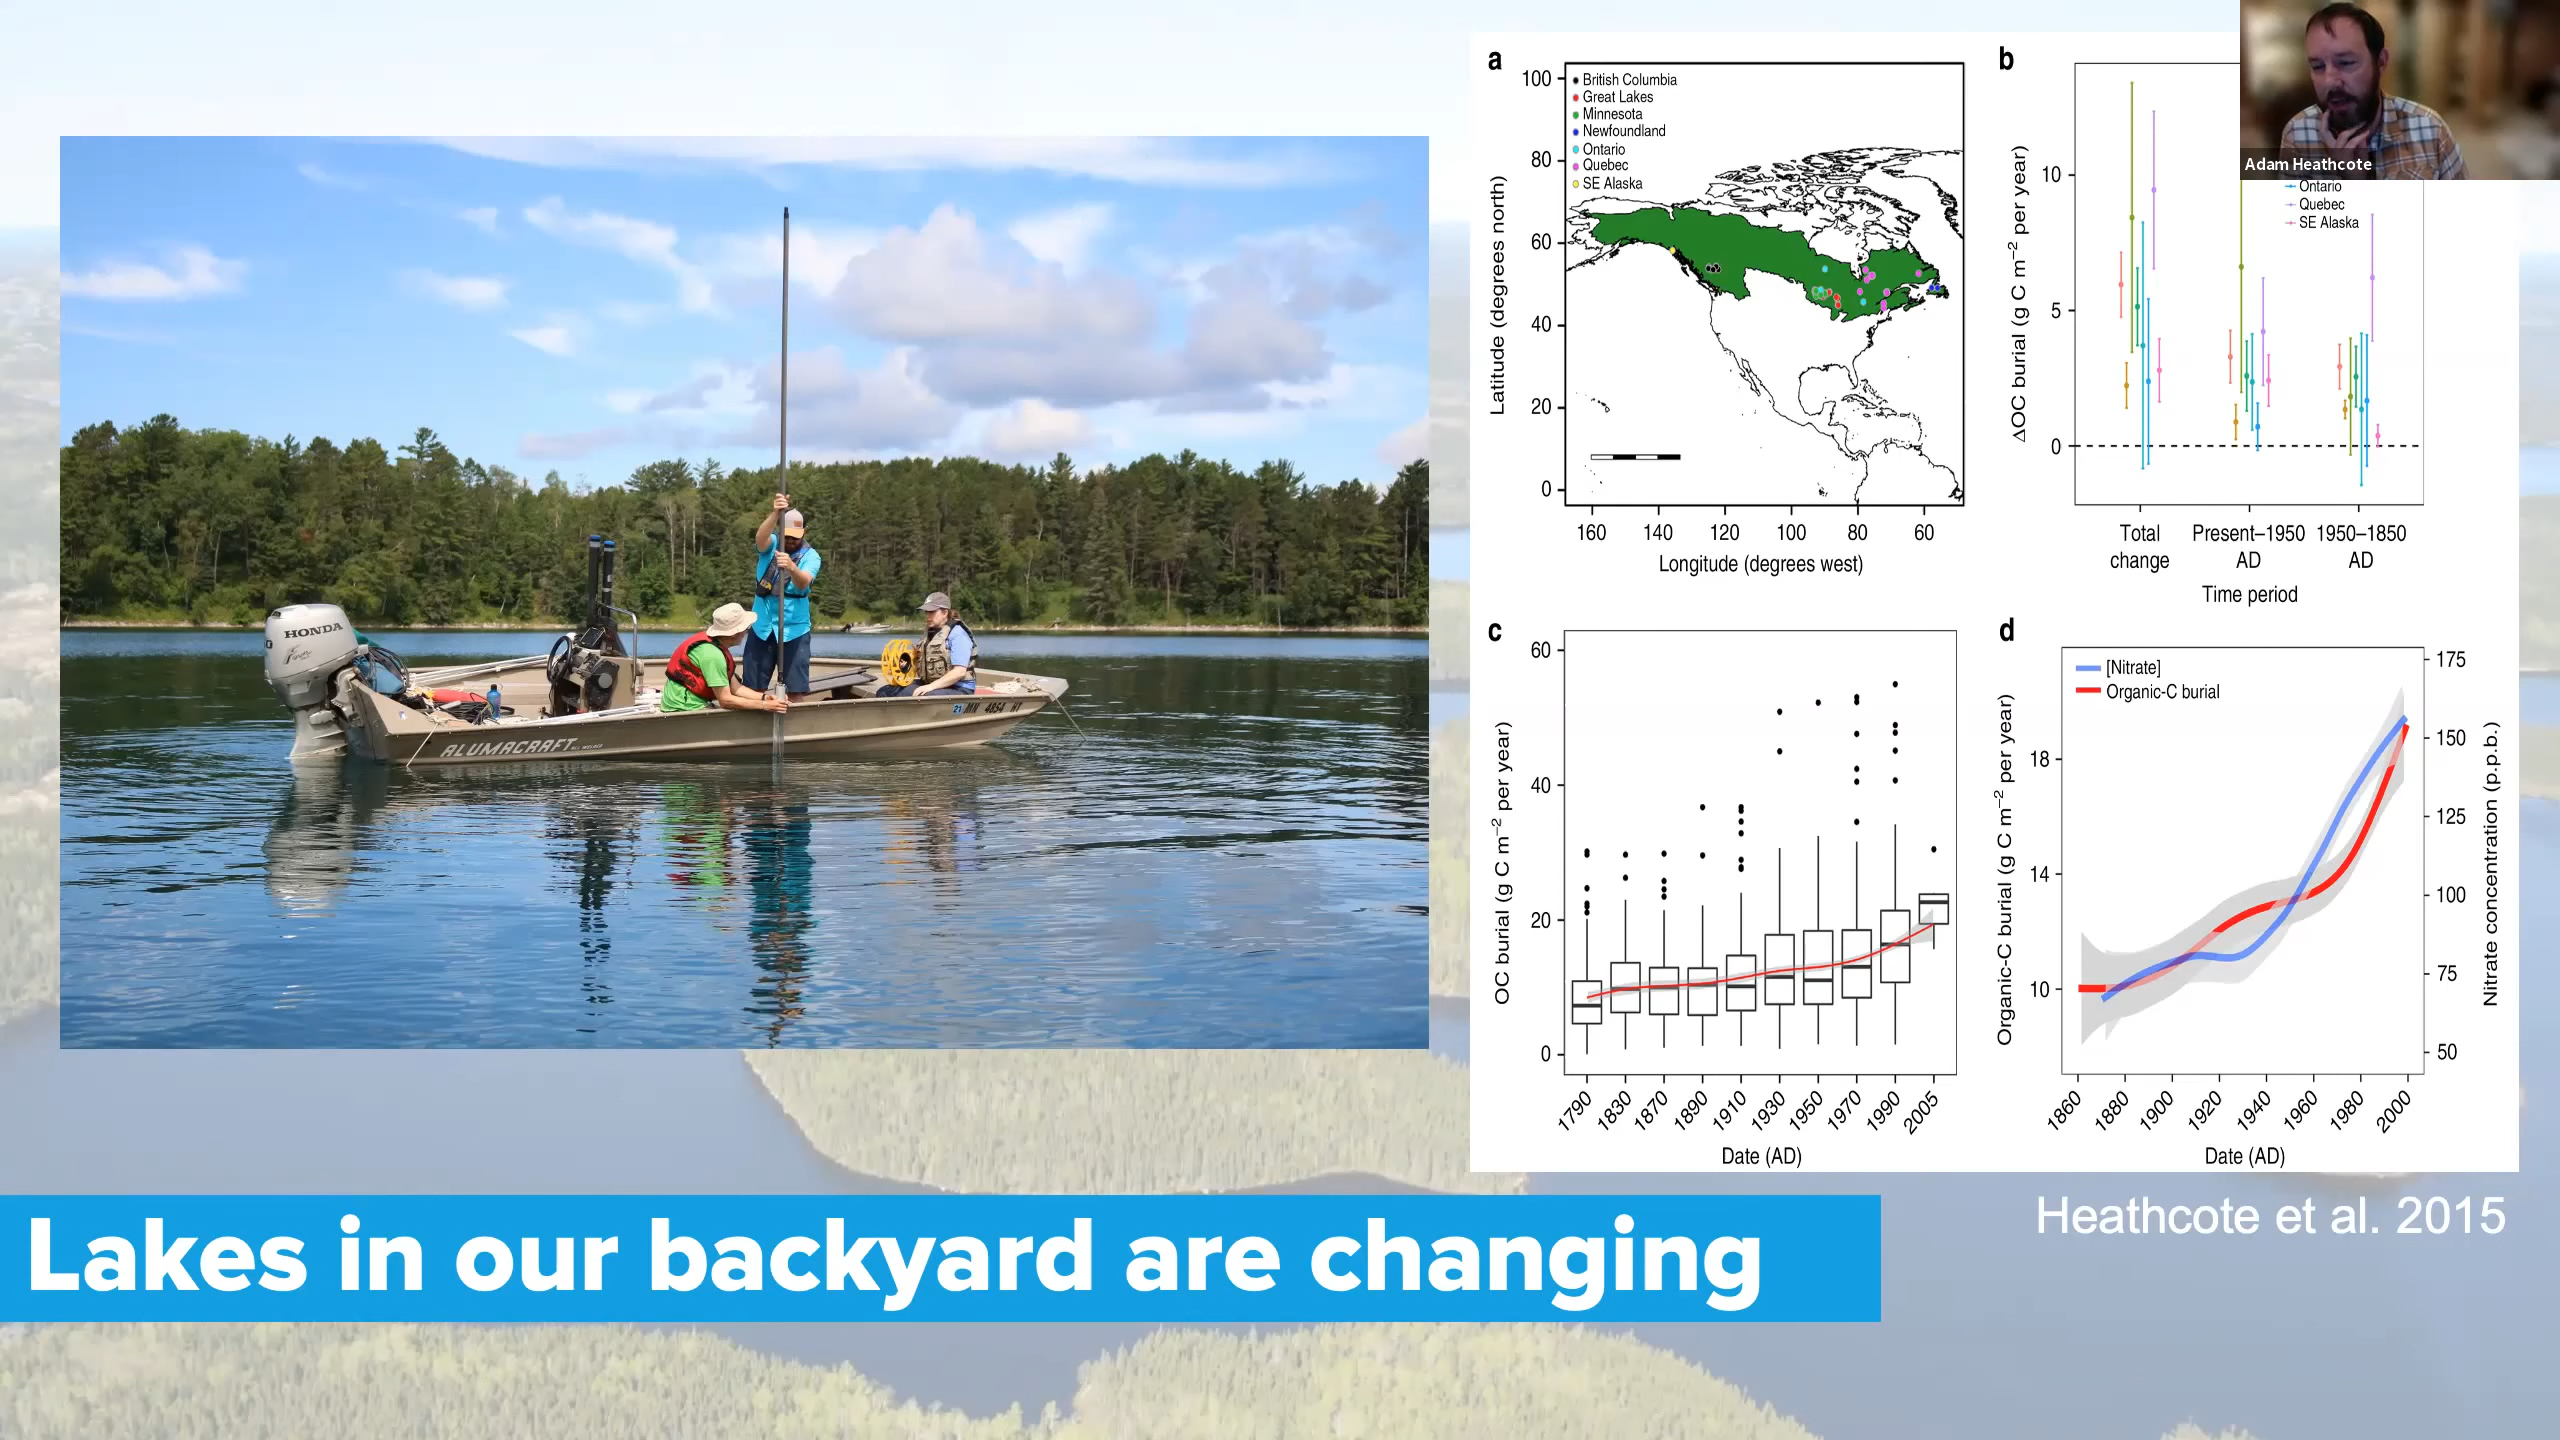 a
100
80
60
40
20
0
Latitude (degrees north)
British Columbia
Great Lakes
Minnesota
Newfoundland
Ontario
Quebec
SE Alaska
160 140 120 100 80 60
Longitude (degrees west)
b
10
5
0
ΔOC burial (g C m−2 per year)
Ontario
Quebec
SE Alaska
Total change
Present–1950 AD
1950–1850 AD
Time period
Adam Heathcote
HONDA
ALUMACRAFT
21 MN 4854 HT
c
60
40
20
0
OC burial (g C m−2 per year)
1790 1830 1870 1890 1910 1930 1950 1970 1990 2005
Date (AD)
d
[Nitrate]
Organic-C burial
18
14
10
Organic-C burial (g C m−2 per year)
175
150
125
100
75
50
Nitrate concentration (p.p.b.)
1860 1880 1900 1920 1940 1960 1980 2000
Date (AD)
Lakes in our backyard are changing
Heathcote et al. 2015